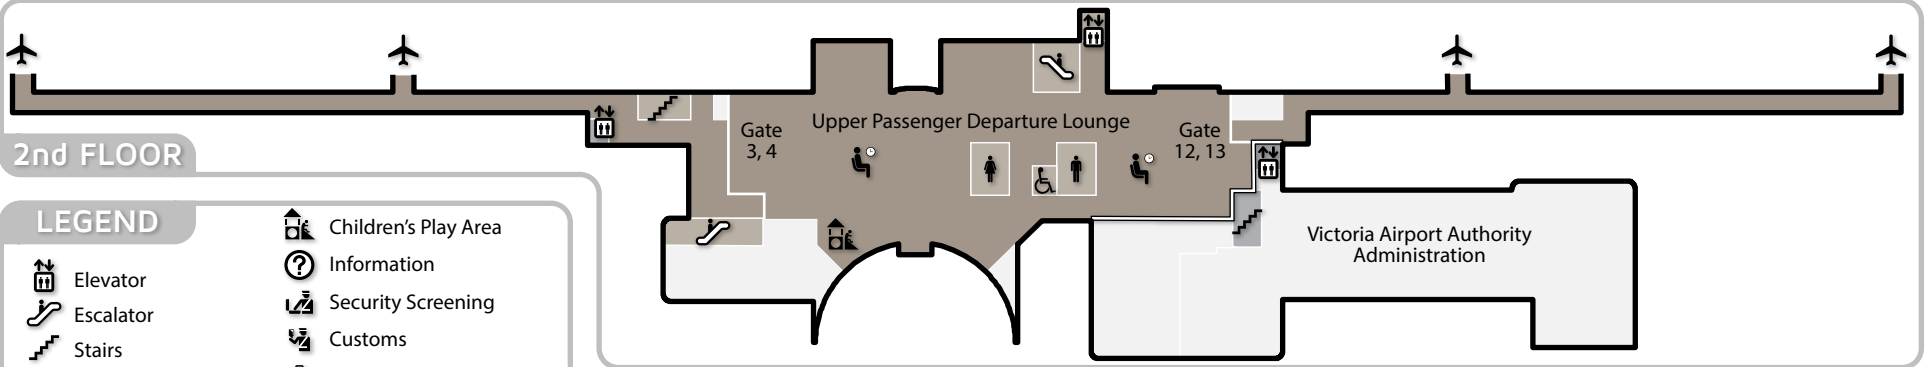 Upper Passenger Departure Lounge
Gate
3, 4
Gate
12, 13
2nd FLOOR
Victoria Airport Authority
Administration
LEGEND
Elevator
Escalator
Stairs
Children's Play Area
Information
Security Screening
Customs